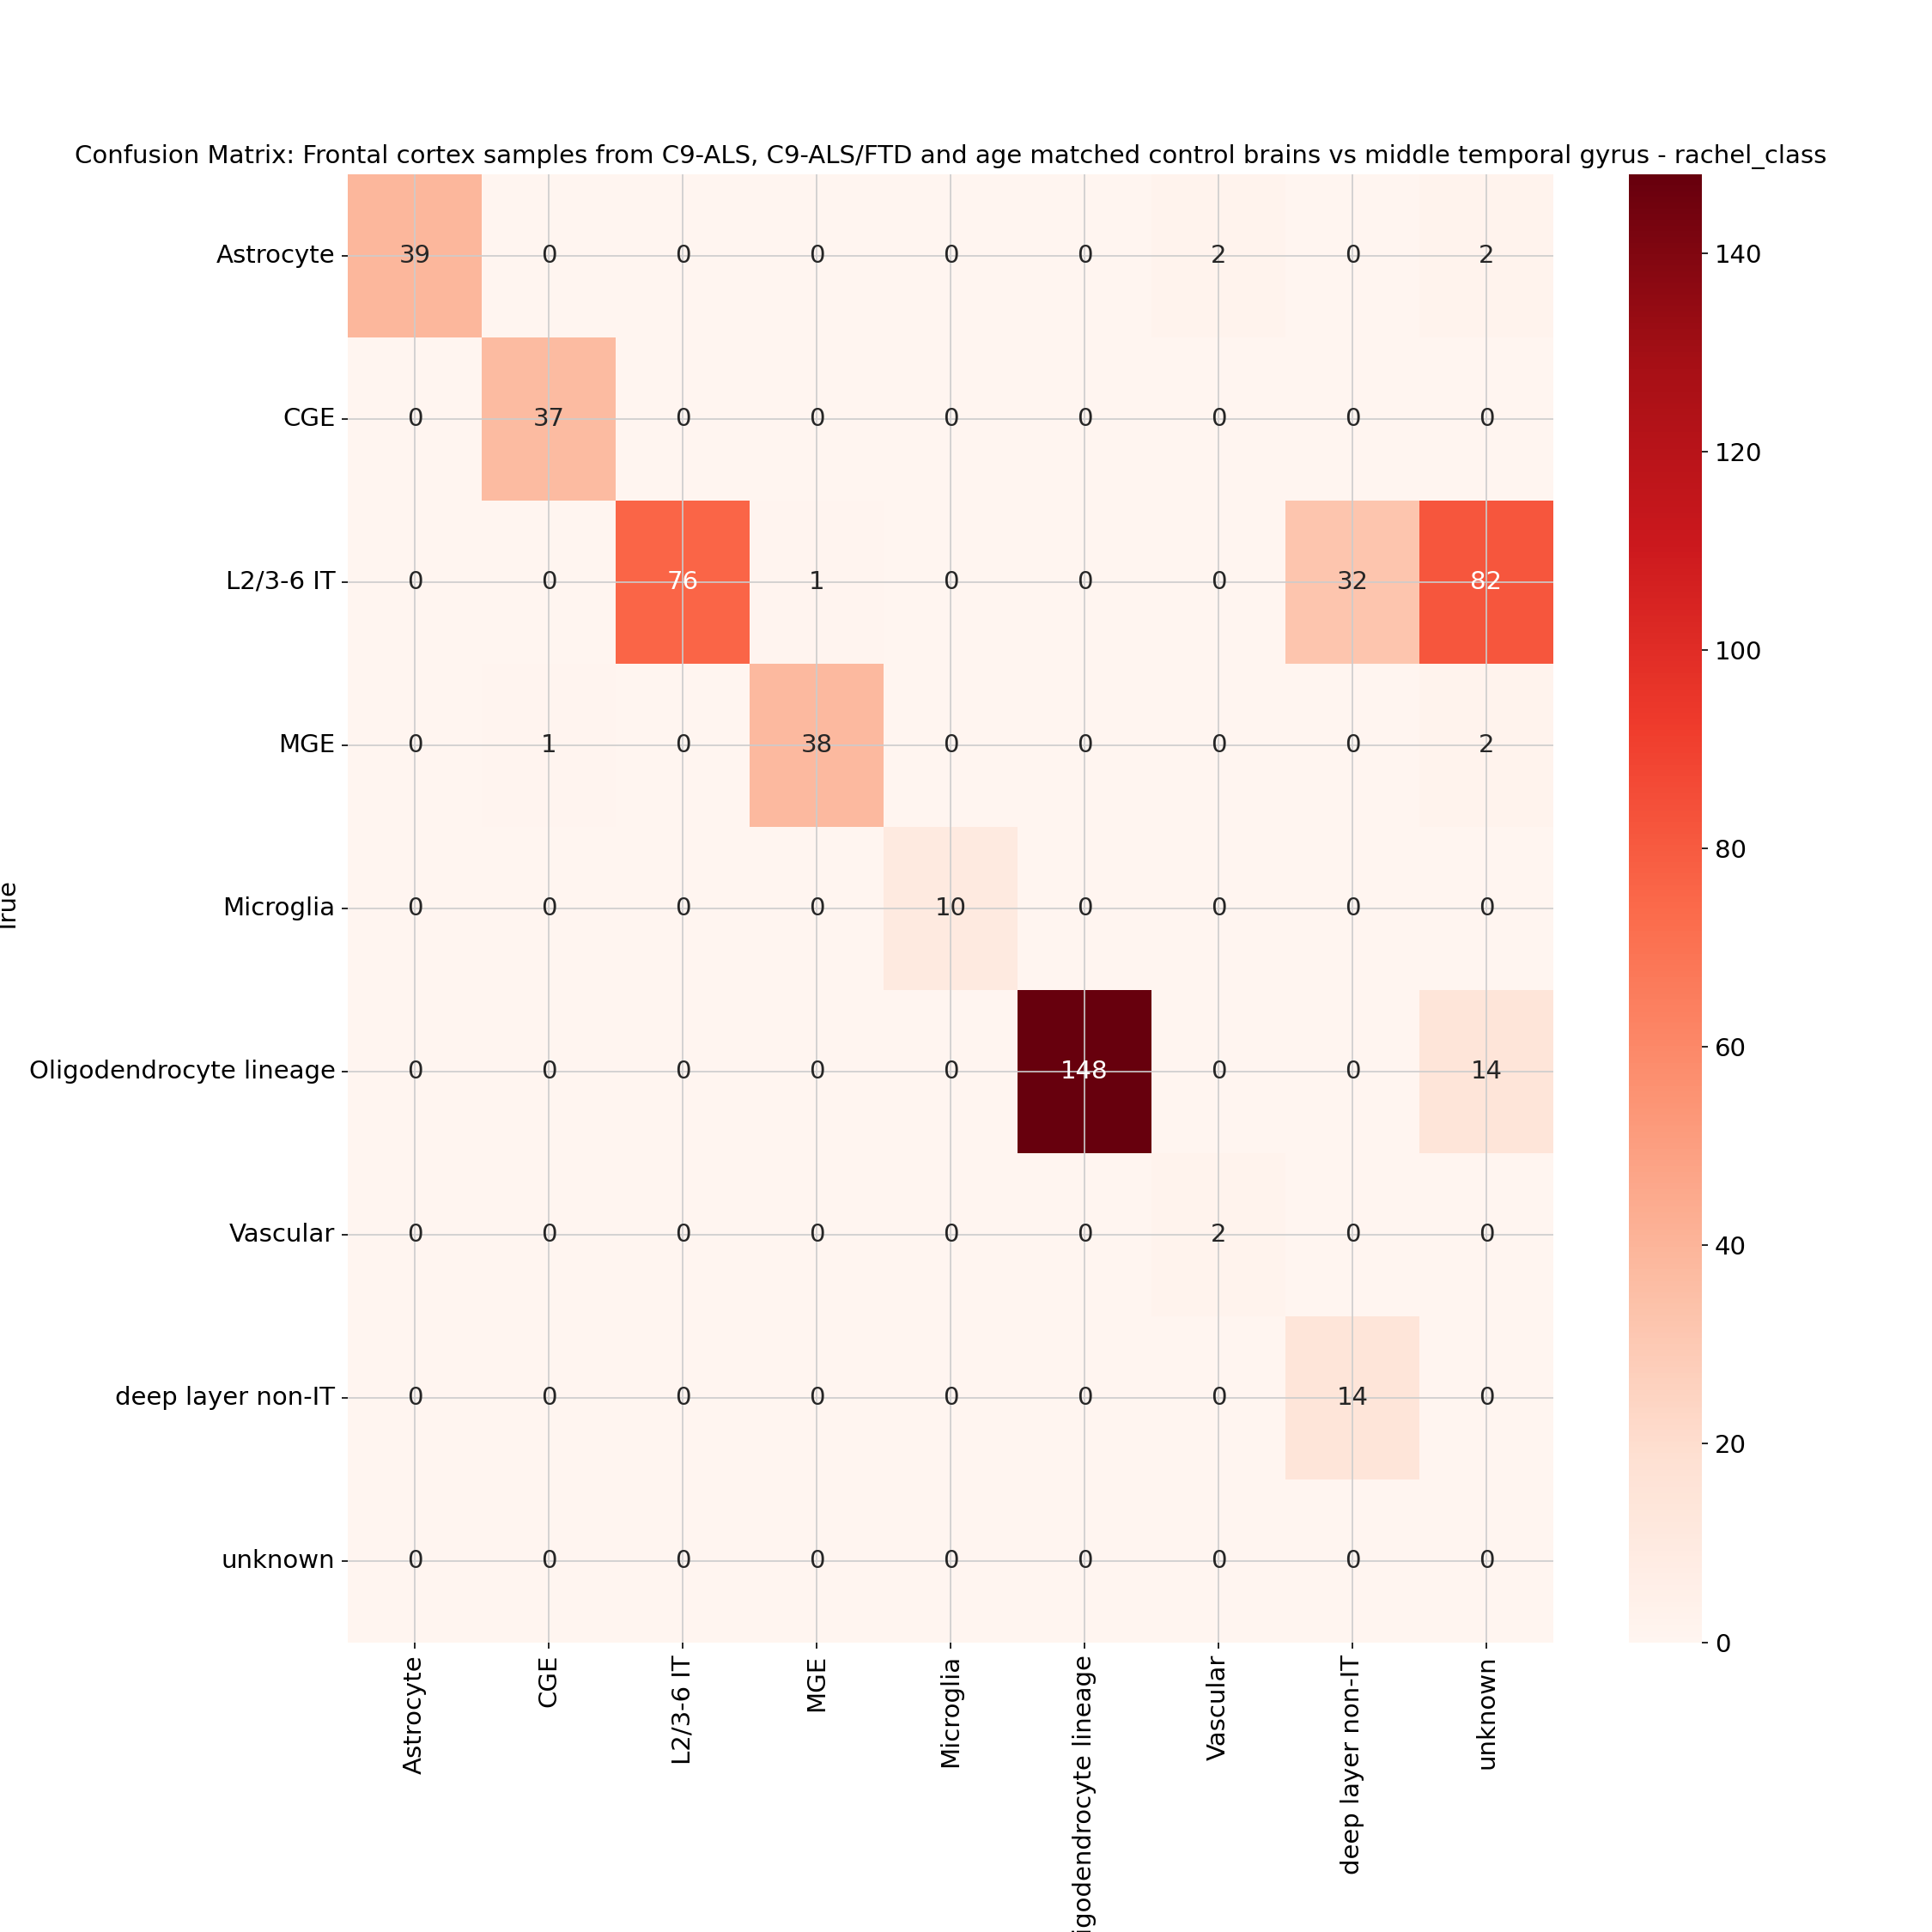 Confusion Matrix: Frontal cortex samples from C9-ALS, C9-ALS/FTD and age matched control brains vs middle temporal gyrus - rachel_class
Astrocyte 39 0 0 0 0 0 2 0 2
CGE 0 37 0 0 0 0 0 0 0
L2/3-6 IT 0 0 76 1 0 0 0 32 82
MGE 0 1 0 38 0 0 0 0 2
Microglia 0 0 0 0 10 0 0 0 0
Oligodendrocyte lineage 0 0 0 0 0 148 0 0 14
Vascular 0 0 0 0 0 0 2 0 0
deep layer non-IT 0 0 0 0 0 0 0 14 0
unknown 0 0 0 0 0 0 0 0 0
True
Astrocyte
CGE
L2/3-6 IT
MGE
Microglia
igodendrocyte lineage
Vascular
deep layer non-IT
unknown
140
120
100
80
60
40
20
0